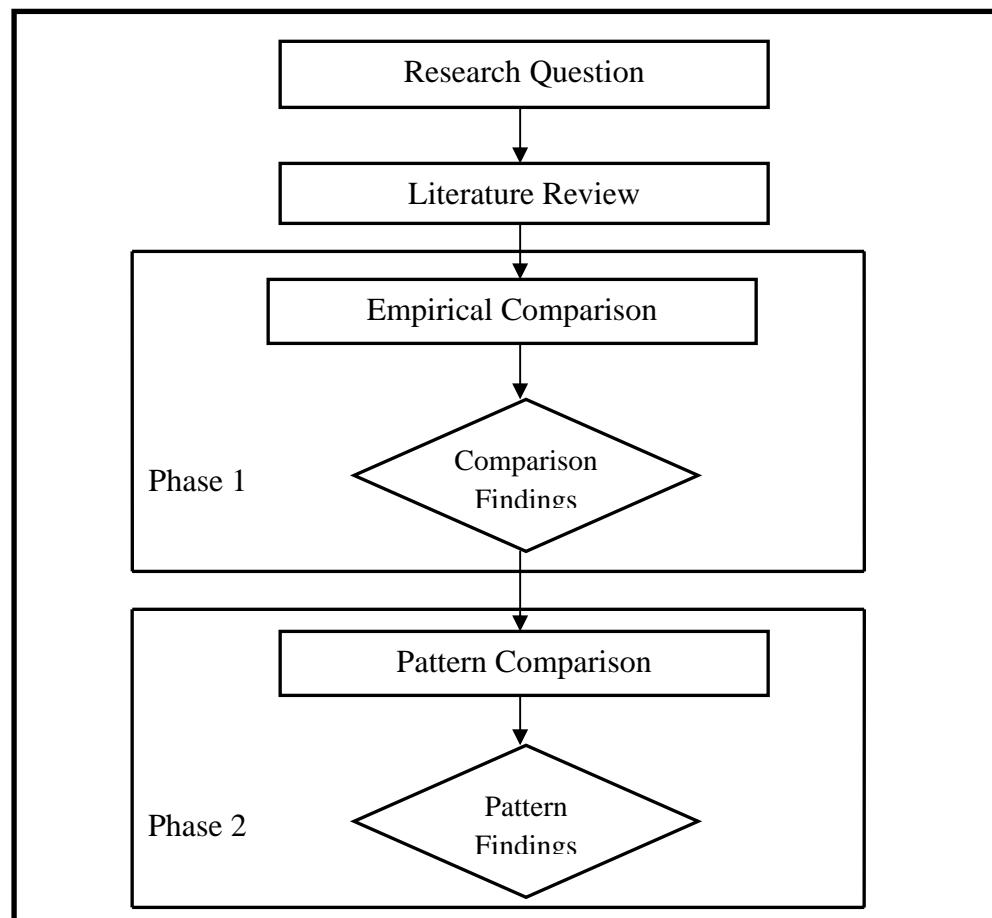 Research Question
Literature Review
Empirical Comparison
Comparison
Findings
Phase 1
Pattern Comparison
Pattern
Findings
Phase 2